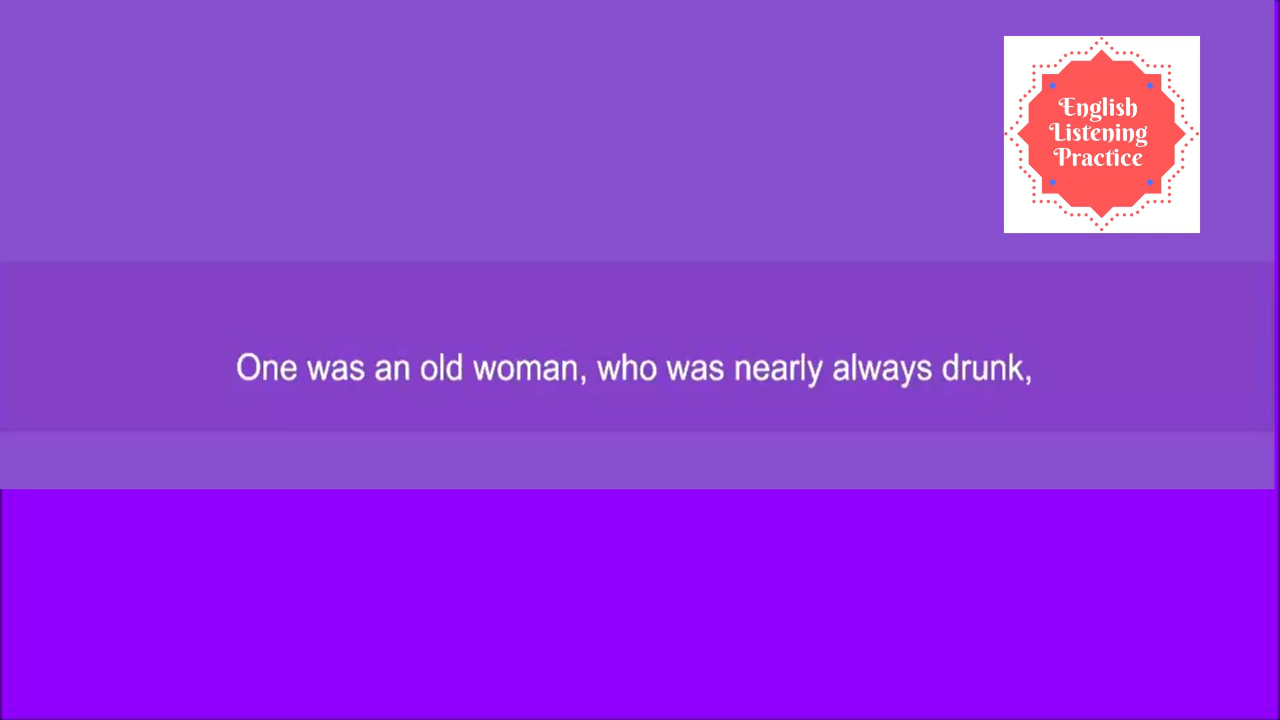 English
Listening
Practice
One was an old woman, who was nearly always drunk,